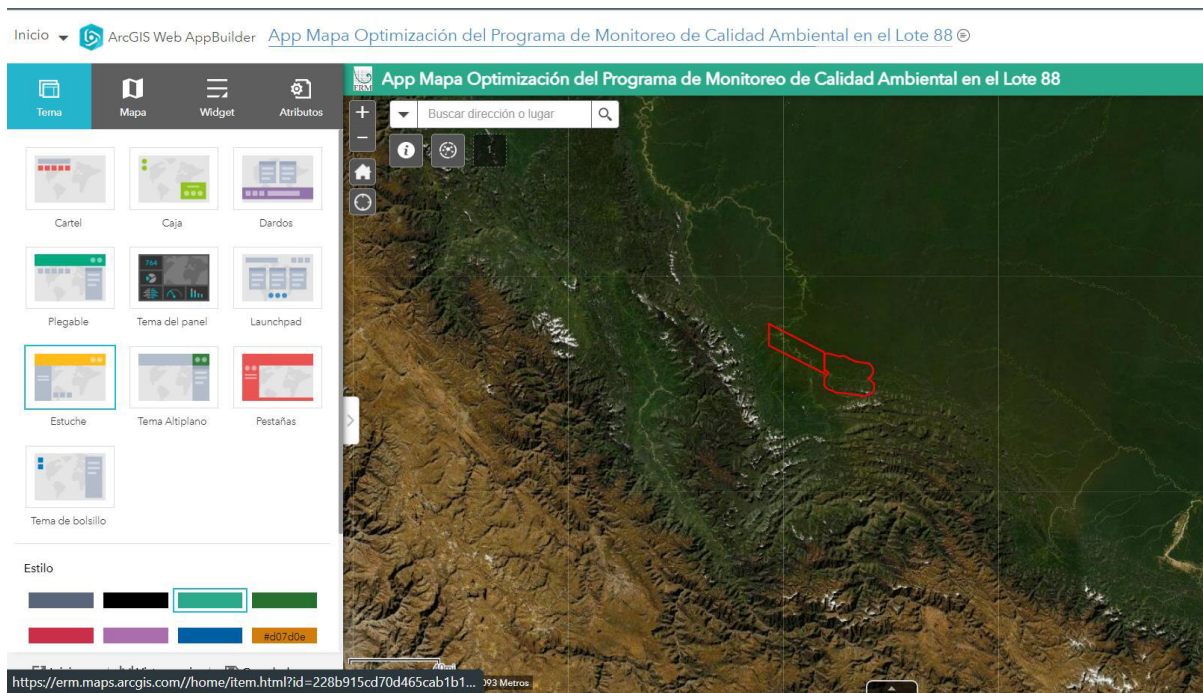 Inicio ArcGIS Web AppBuilder App Mapa Optimización del Programa de Monitoreo de Calidad Ambiental en el Lote 88
Tema Mapa Widget Atributos
ERM App Mapa Optimización del Programa de Monitoreo de Calidad Ambiental en el Lote 88
+ Buscar dirección o lugar
−
Cartel Caja Dardos
764
Plegable Tema del panel Launchpad
Estuche Tema Altiplano Pestañas
Tema de bolsillo
Estilo
#d07d0e
https://erm.maps.arcgis.com//home/item.html?id=228b915cd70d465cab1b1...
093 Metros